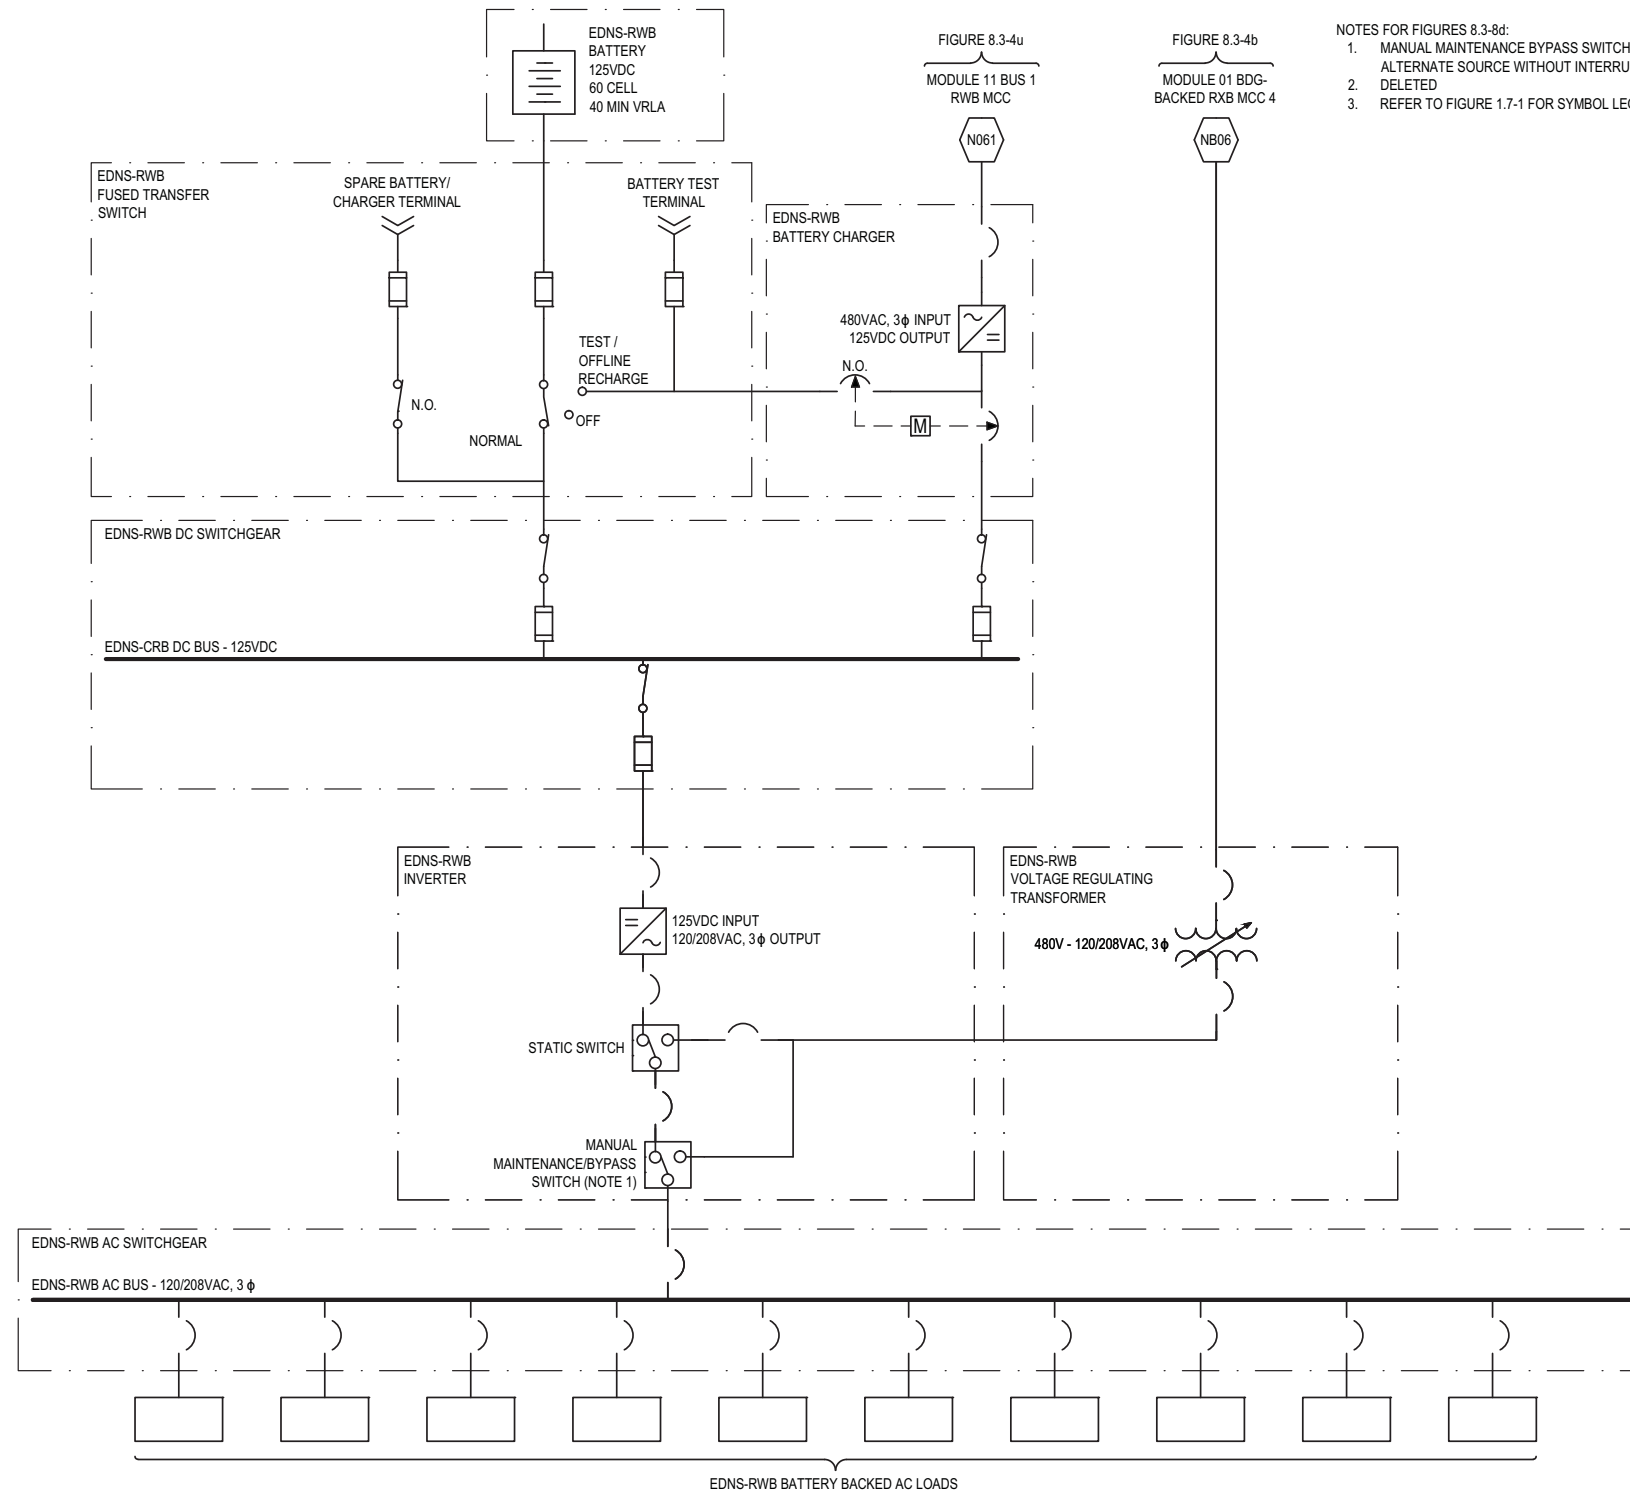 EDNS-RWB
BATTERY
125VDC
60 CELL
40 MIN VRLA
FIGURE 8.3-4u
MODULE 11 BUS 1
RWB MCC
N061
FIGURE 8.3-4b
MODULE 01 BDG-
BACKED RXB MCC 4
NB06
NOTES FOR FIGURES 8.3-8d:
1. MANUAL MAINTENANCE BYPASS SWITCH
ALTERNATE SOURCE WITHOUT
2. DELETED
3. REFER TO FIGURE 1.7-1 FOR SYMBOL
EDNS-RWB
FUSED TRANSFER
SWITCH
SPARE BATTERY/
CHARGER TERMINAL
BATTERY TEST
TERMINAL
EDNS-RWB
BATTERY CHARGER
480VAC, 3ϕ INPUT
125VDC OUTPUT
TEST /
OFFLINE
RECHARGE
N.O.
N.O.
OFF
NORMAL
M
EDNS-RWB DC SWITCHGEAR
EDNS-CRB DC BUS - 125VDC
EDNS-RWB
INVERTER
125VDC INPUT
120/208VAC, 3ϕ OUTPUT
EDNS-RWB
VOLTAGE REGULATING
TRANSFORMER
480V - 120/208VAC, 3ϕ
STATIC SWITCH
MANUAL
MAINTENANCE/BYPASS
SWITCH (NOTE 1)
EDNS-RWB AC SWITCHGEAR
EDNS-RWB AC BUS - 120/208VAC, 3 ϕ
EDNS-RWB BATTERY BACKED AC LOADS